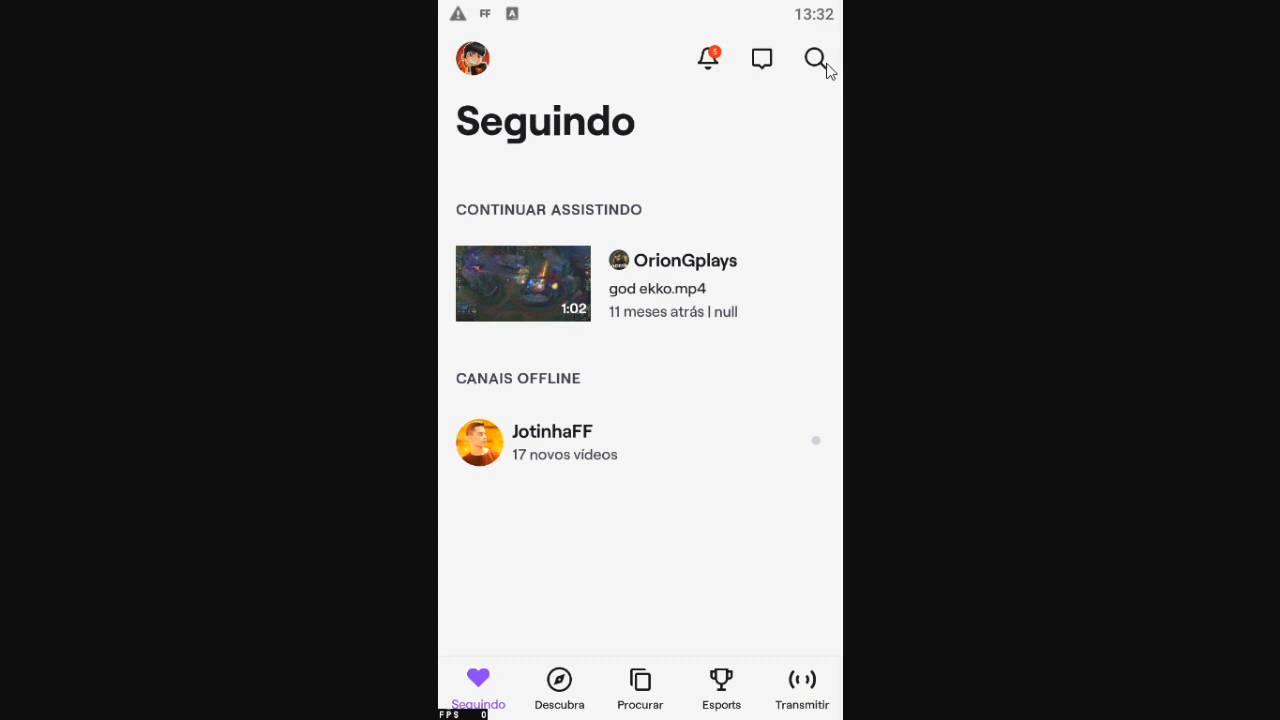 FF
A
13:32
5
Seguindo
CONTINUAR ASSISTINDO
1:02
OrionGplays
god ekko.mp4
11 meses atrás | null
CANAIS OFFLINE
JotinhaFF
17 novos vídeos
Seguindo
Descubra
Procurar
Esports
Transmitir
FPS 0